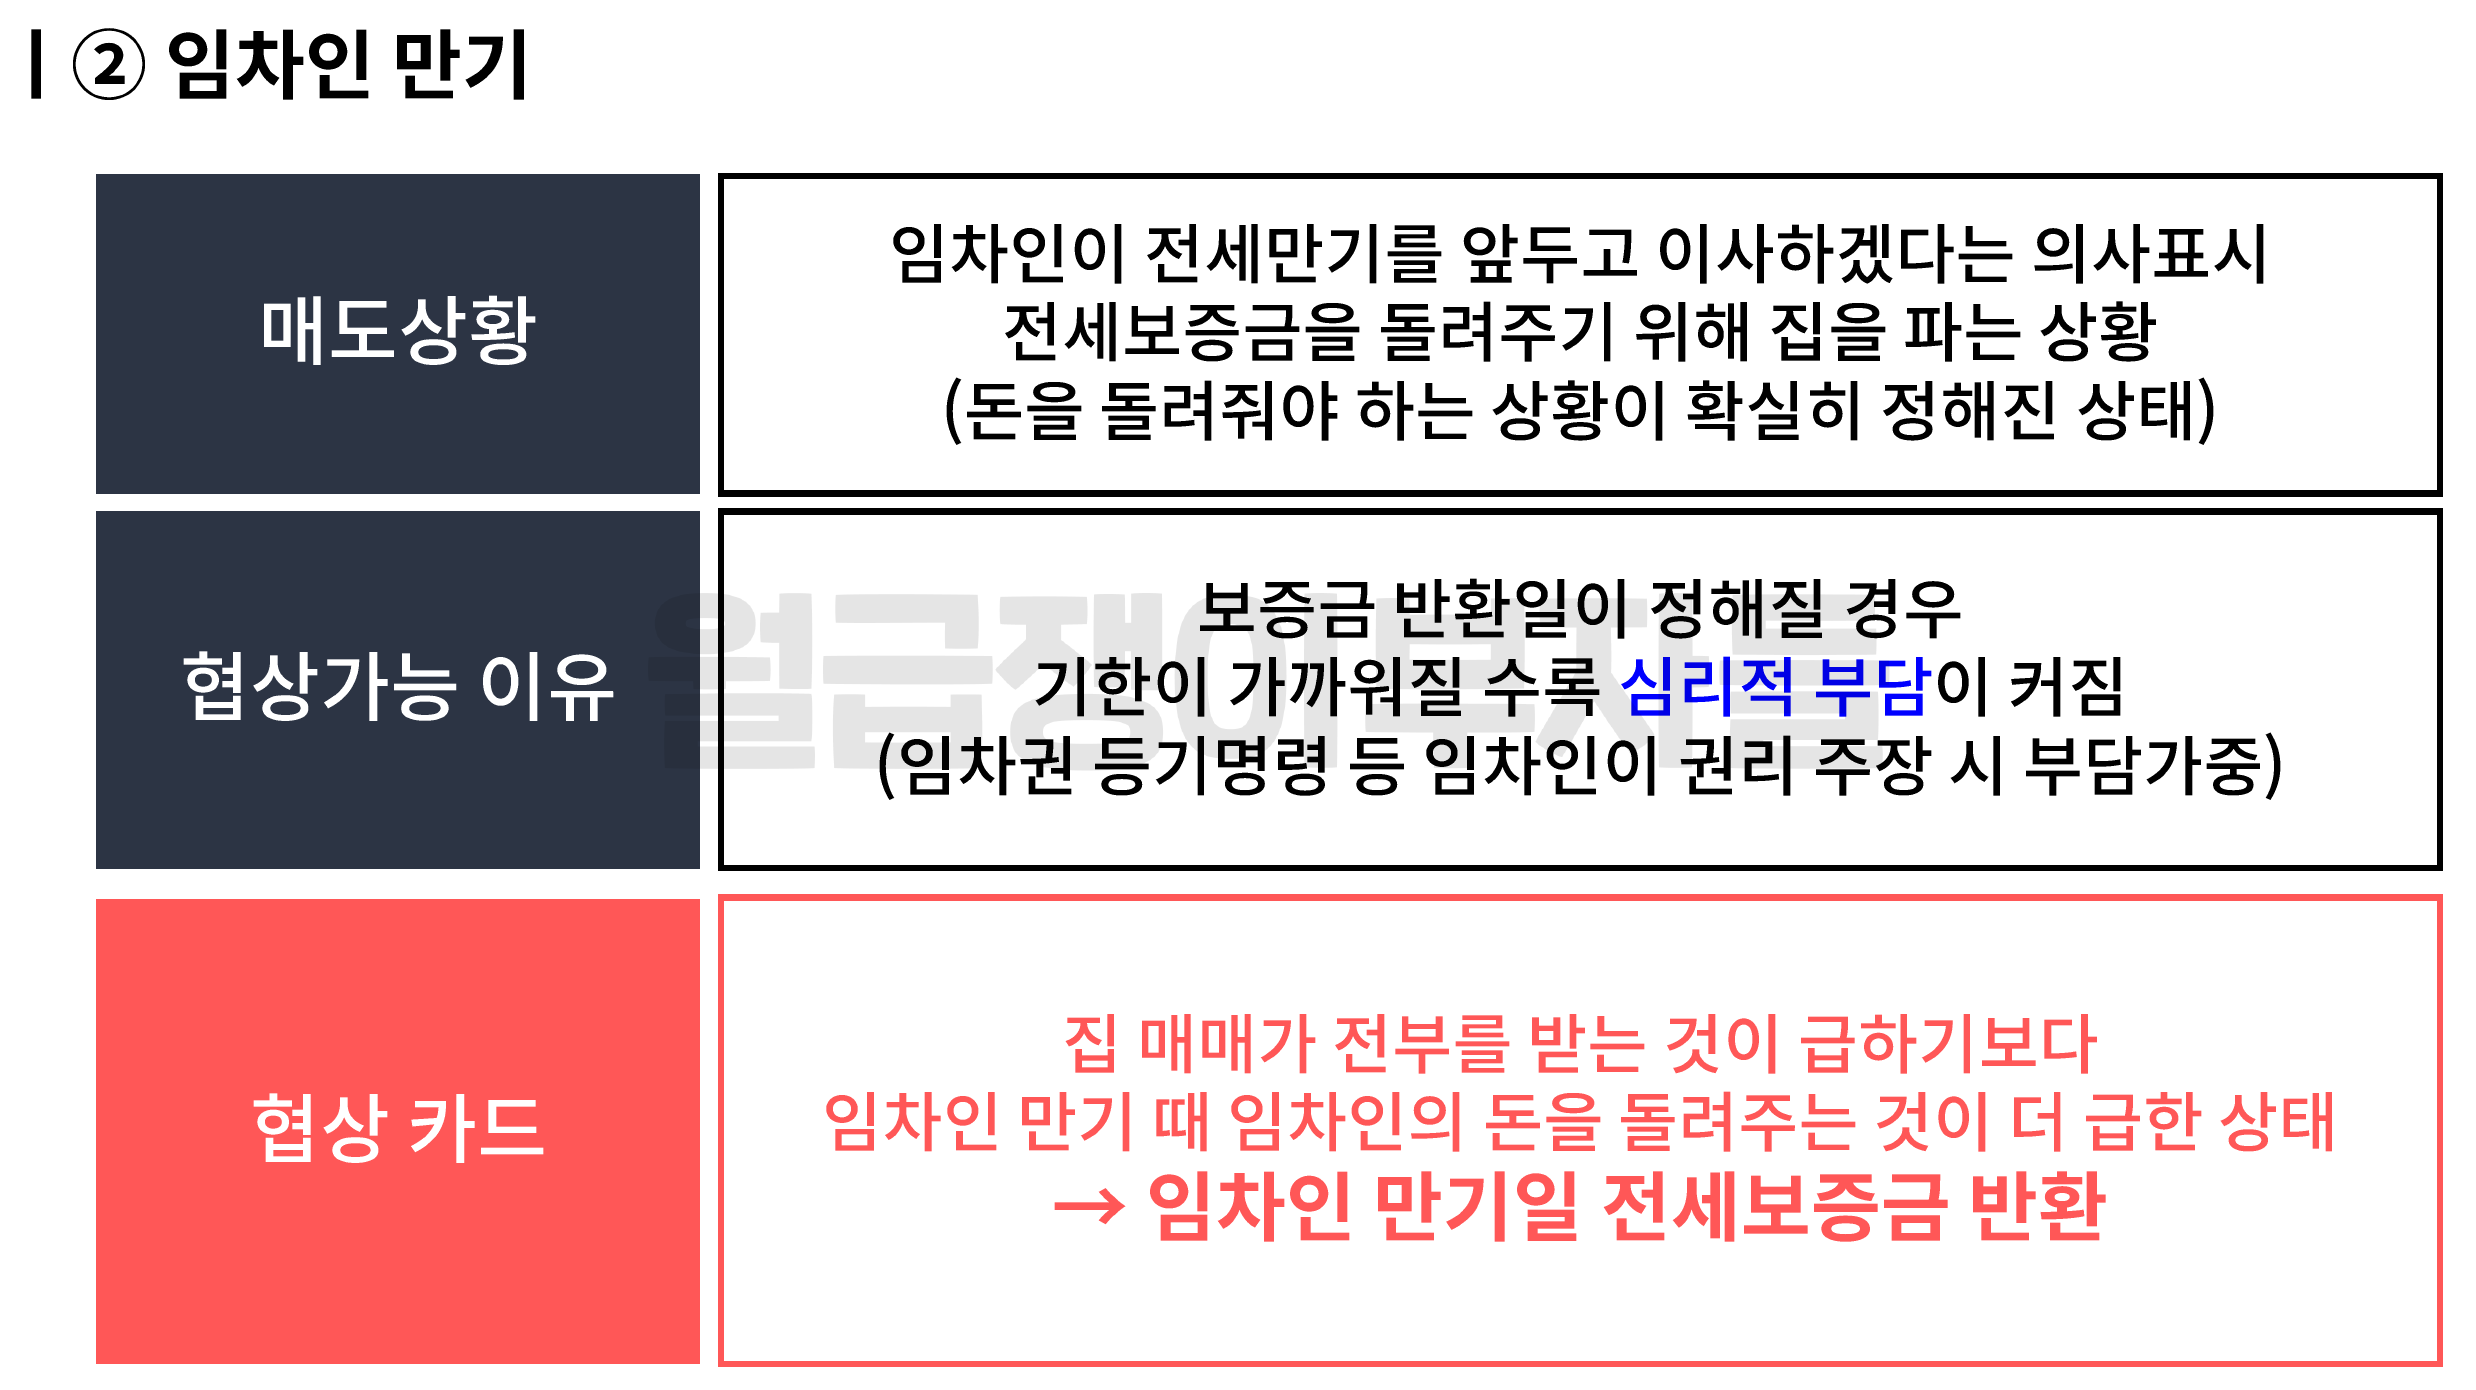 | ② 임차인 만기
매도상황
임차인이 전세만기를 앞두고 이사하겠다는 의사표시
전세보증금을 돌려주기 위해 집을 파는 상황
(돈을 돌려줘야 하는 상황이 확실히 정해진 상태)
협상가능 이유
보증금 반환일이 정해질 경우
기한이 가까워질 수록 심리적 부담이 커짐
(임차권 등기명령 등 임차인이 권리 주장 시 부담가중)
월급쟁이부자들
협상 카드
집 매매가 전부를 받는 것이 급하기보다
임차인 만기 때 임차인의 돈을 돌려주는 것이 더 급한 상태
→ 임차인 만기일 전세보증금 반환